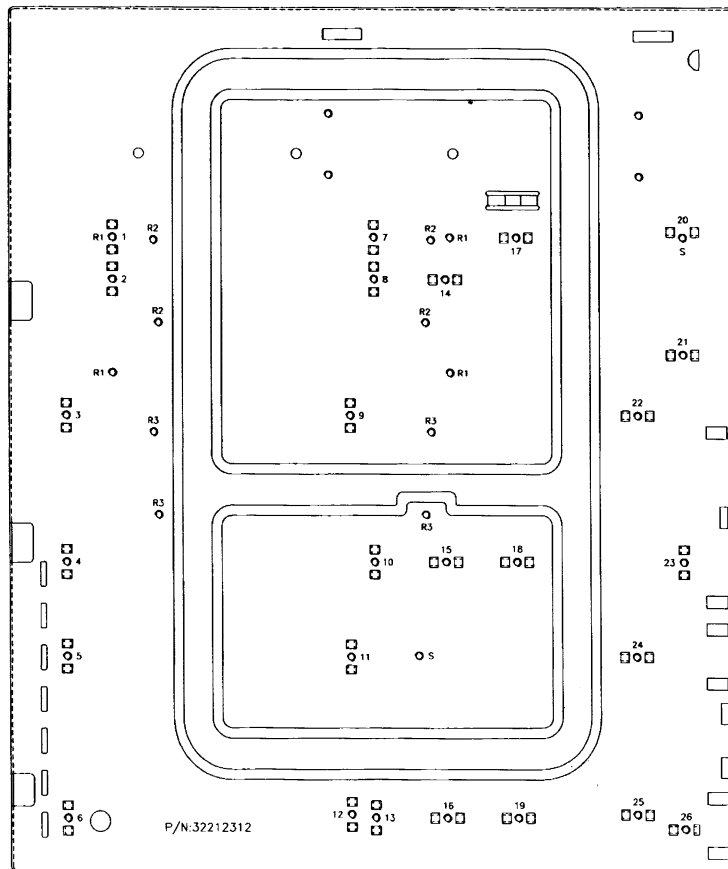 20
R1 1 R2 7 R2 R1 17 S
2 8 14
R2 R2
21
R1 R1
22
3 R3 9 R3
R3 R3
4 10 15 18 23
5 11 S 24
6 12 13 16 19 25 26
P/N:32212312